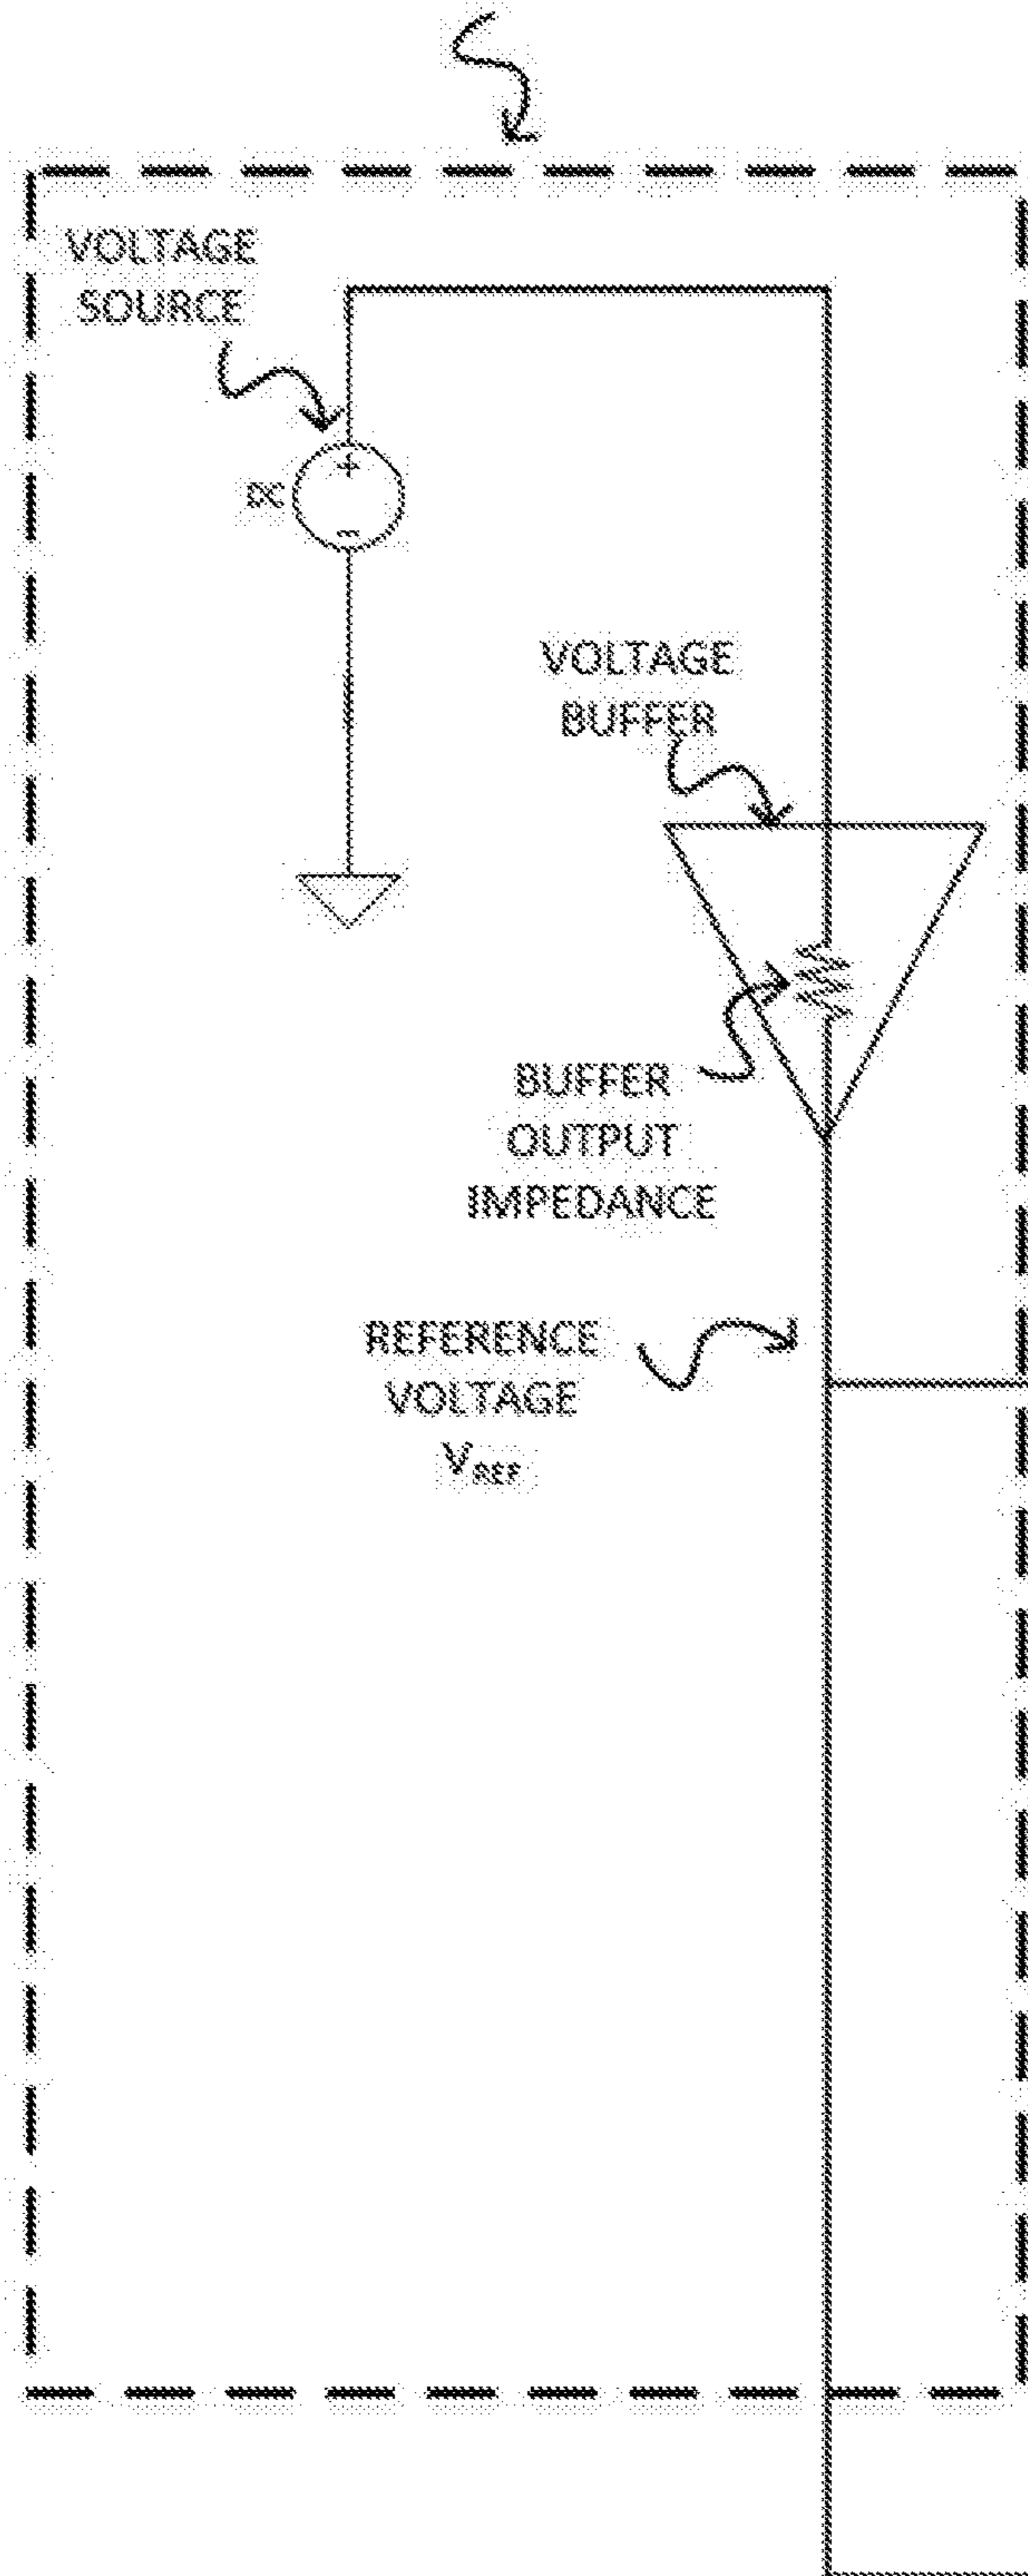 VOLTAGE
SOURCE
DC
+
−
VOLTAGE
BUFFER
BUFFER
OUTPUT
IMPEDANCE
REFERENCE
VOLTAGE
VREF